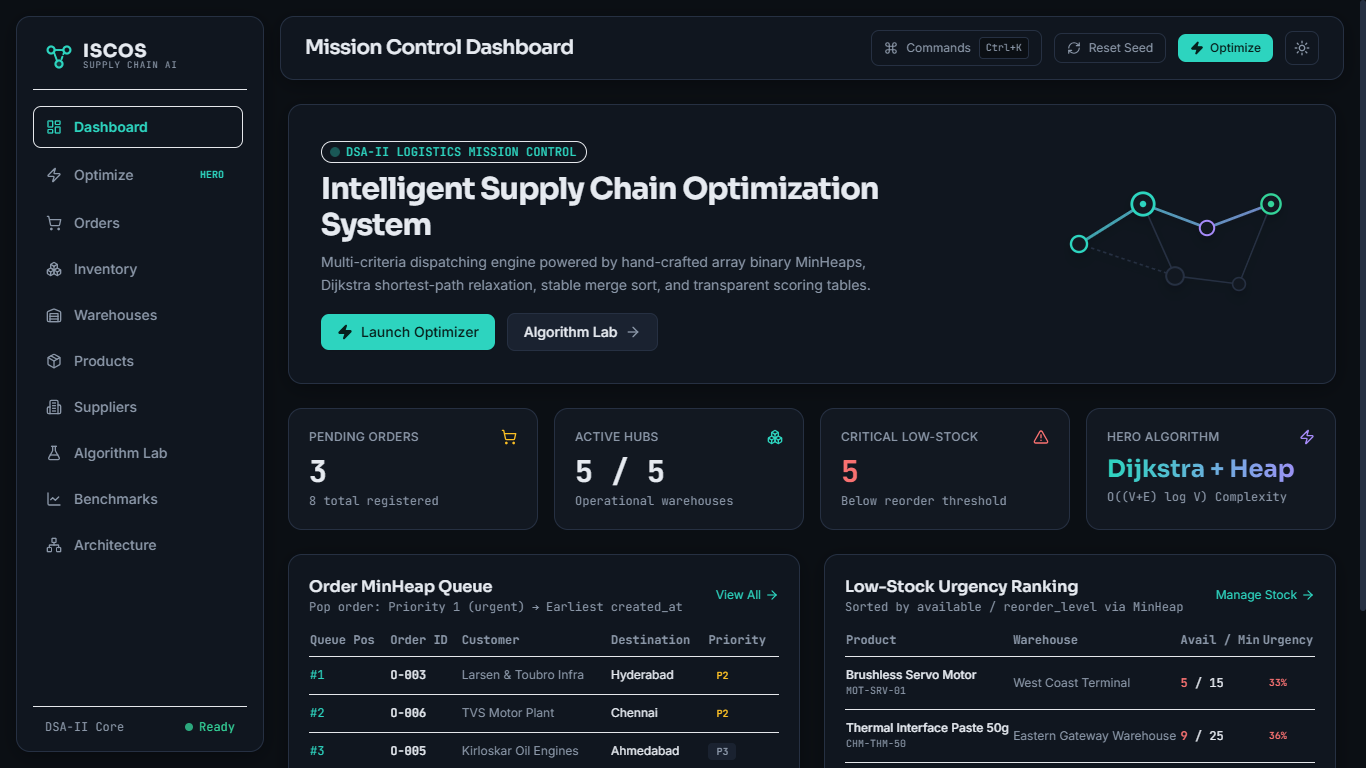 ISCOS
SUPPLY CHAIN AI
Dashboard
Optimize HERO
Orders
Inventory
Warehouses
Products
Suppliers
Algorithm Lab
Benchmarks
Architecture
DSA-II Core Ready
Mission Control Dashboard
Commands Ctrl+K Reset Seed Optimize
DSA-II LOGISTICS MISSION CONTROL
Intelligent Supply Chain Optimization
System
Multi-criteria dispatching engine powered by hand-crafted array binary MinHeaps,
Dijkstra shortest-path relaxation, stable merge sort, and transparent scoring tables.
Launch Optimizer Algorithm Lab →
PENDING ORDERS
3
8 total registered
ACTIVE HUBS
5 / 5
Operational warehouses
CRITICAL LOW-STOCK
5
Below reorder threshold
HERO ALGORITHM
Dijkstra + Heap
O((V+E) log V) Complexity
Order MinHeap Queue
Pop order: Priority 1 (urgent) → Earliest created_at
View All →
Queue Pos Order ID Customer Destination Priority
#1 O-003 Larsen & Toubro Infra Hyderabad P2
#2 O-006 TVS Motor Plant Chennai P2
#3 O-005 Kirloskar Oil Engines Ahmedabad P3
Low-Stock Urgency Ranking
Sorted by available / reorder_level via MinHeap
Manage Stock →
Product Warehouse Avail / Min Urgency
Brushless Servo Motor
MOT-SRV-01
West Coast Terminal 5 / 15 33%
Thermal Interface Paste 50g
CHM-THM-50
Eastern Gateway Warehouse 9 / 25 36%